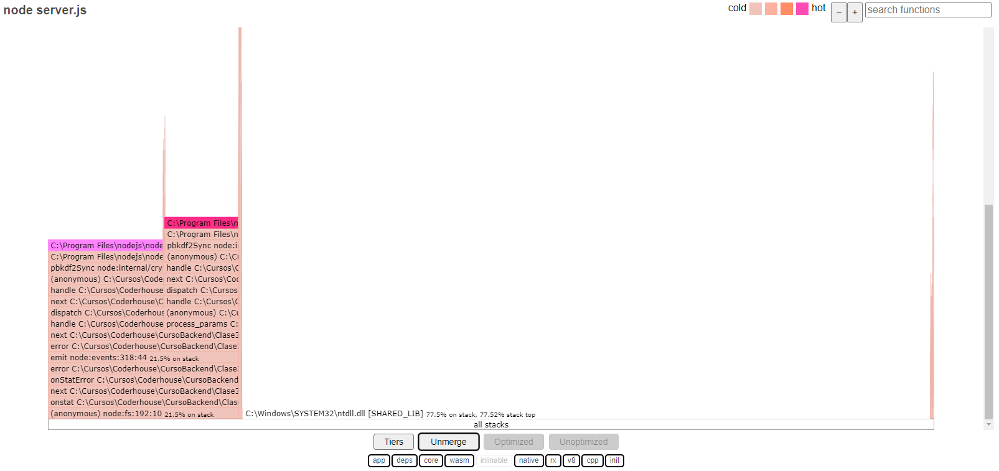 node server.js
cold hot − + search functions
C:\Program Files\n
C:\Program Files\n
C:\Program Files\nodejs\node pbkdf2Sync node:i
C:\Program Files\nodejs\node (anonymous) C:\C
pbkdf2Sync node:internal/cry handle C:\Cursos\C
(anonymous) C:\Cursos\Code next C:\Cursos\Coc
handle C:\Cursos\Coderhouse dispatch C:\Cursos\
next C:\Cursos\Coderhouse\C handle C:\Cursos\C
dispatch C:\Cursos\Coderhous (anonymous) C:\C
handle C:\Cursos\Coderhouse process_params C:
next C:\Cursos\Coderhouse\CursoBackend\Clase3
error C:\Cursos\Coderhouse\CursoBackend\Clase
emit node:events:318:44 21.5% on stack
error C:\Cursos\Coderhouse\CursoBackend\Clase
onStatError C:\Cursos\Coderhouse\CursoBackend
next C:\Cursos\Coderhouse\CursoBackend\Clase3
onstat C:\Cursos\Coderhouse\CursoBackend\Clas
(anonymous) node:fs:192:10 21.5% on stack C:\Windows\SYSTEM32\ntdll.dll [SHARED_LIB] 77.5% on stack, 77.52% stack top
all stacks
Tiers Unmerge Optimized Unoptimized
app deps core wasm inlinable native rx v8 cpp init